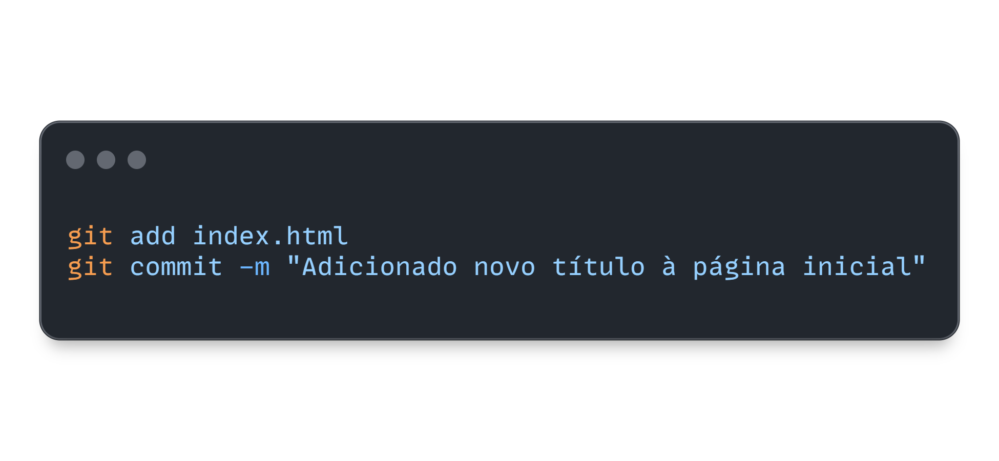 git add index.html
git commit -m "Adicionado novo título à página inicial"